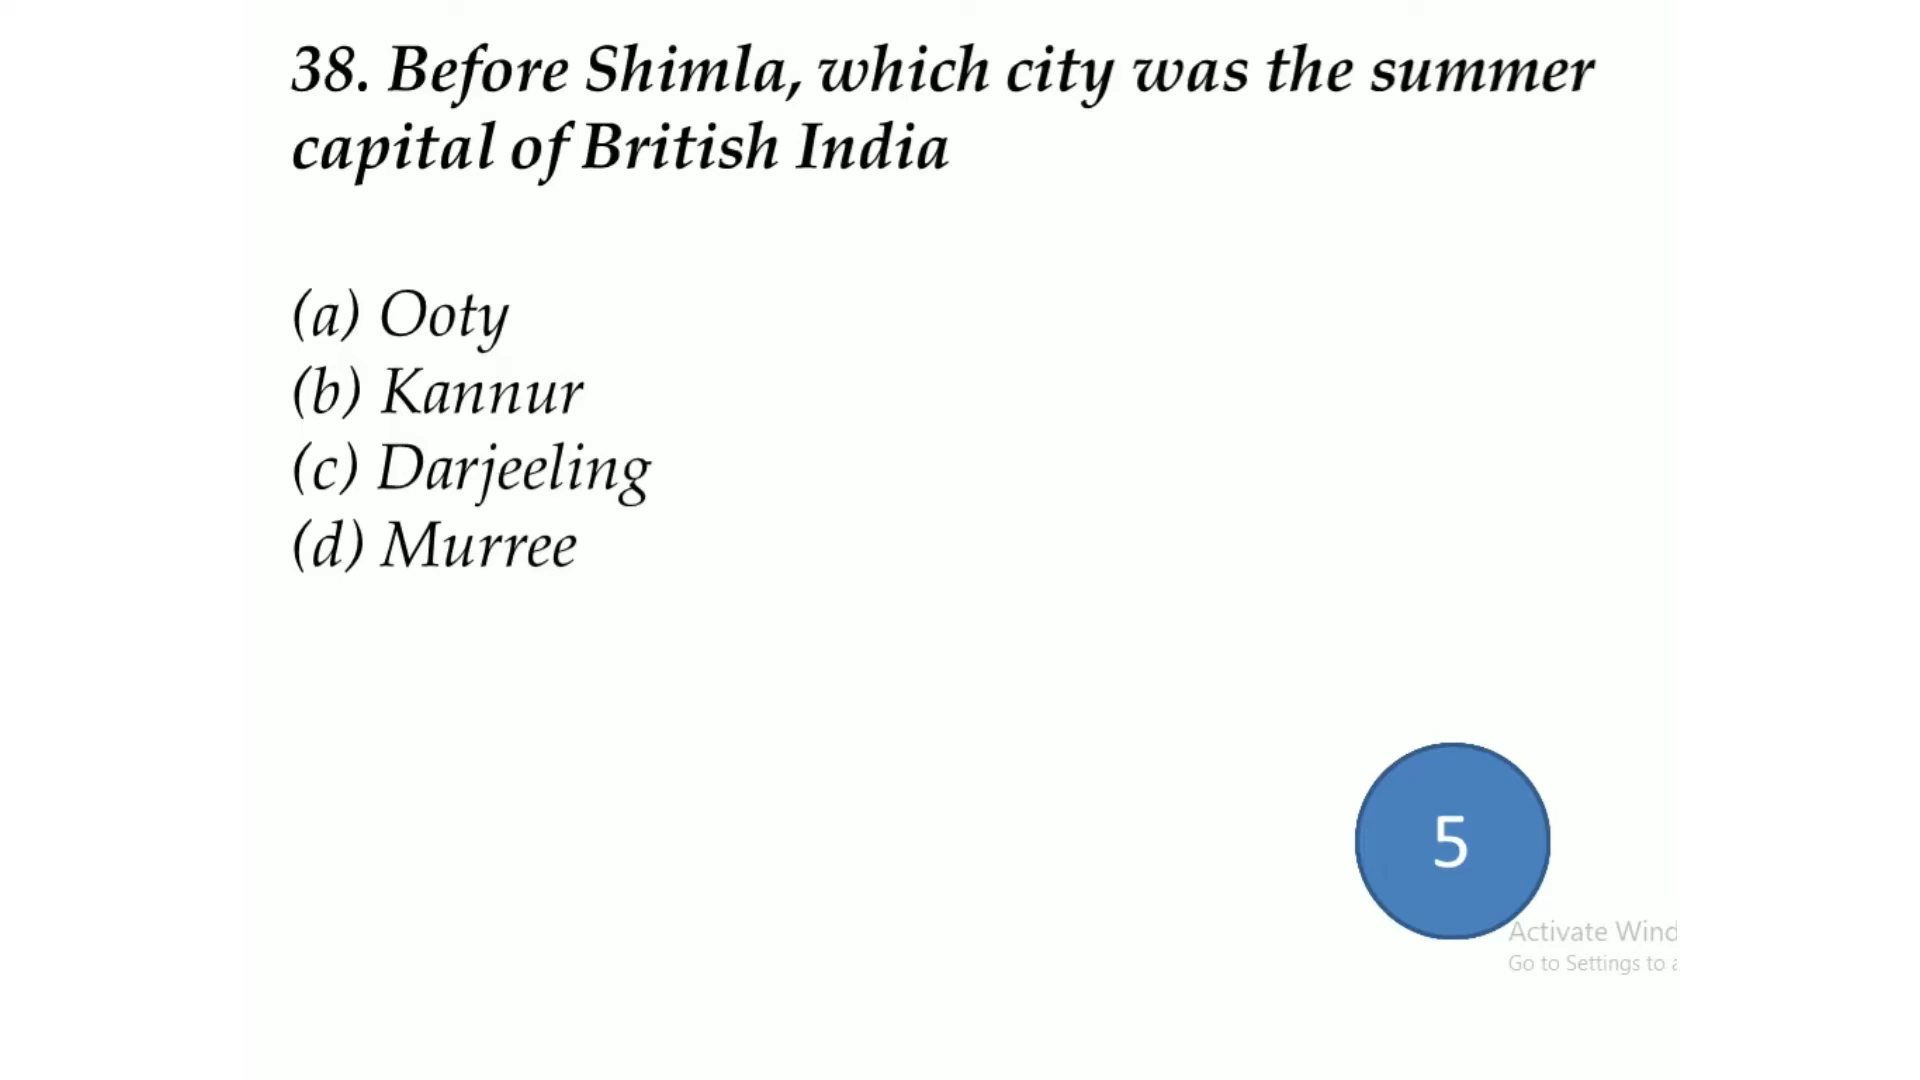 38. Before Shimla, which city was the summer
capital of British India
(a) Ooty
(b) Kannur
(c) Darjeeling
(d) Murree
5
Activate Wind
Go to Settings to a